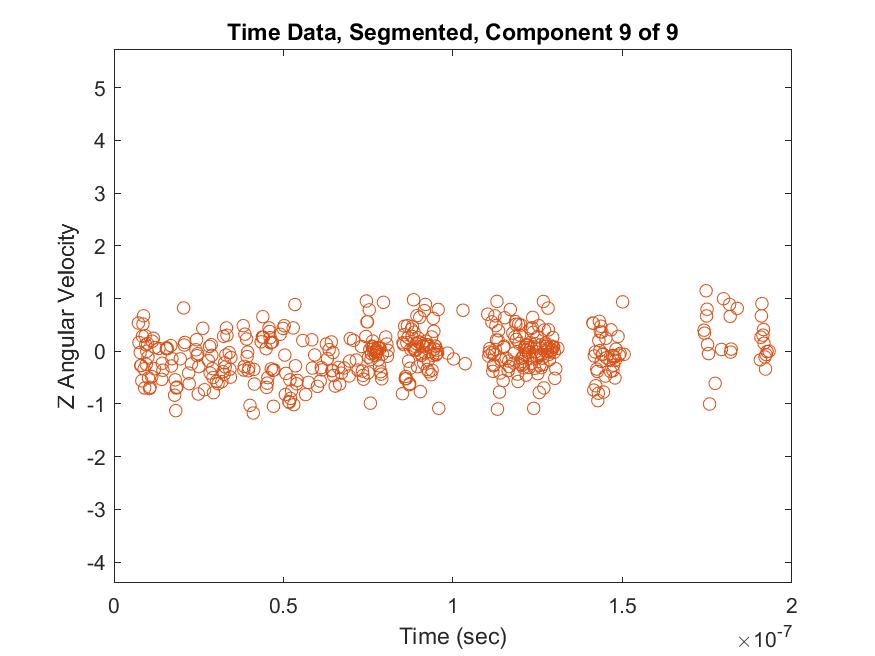 Time Data, Segmented, Component 9 of 9
Z Angular Velocity
5
4
3
2
1
0
-1
-2
-3
-4
0 0.5 1 1.5 2
Time (sec)
×10⁻⁷